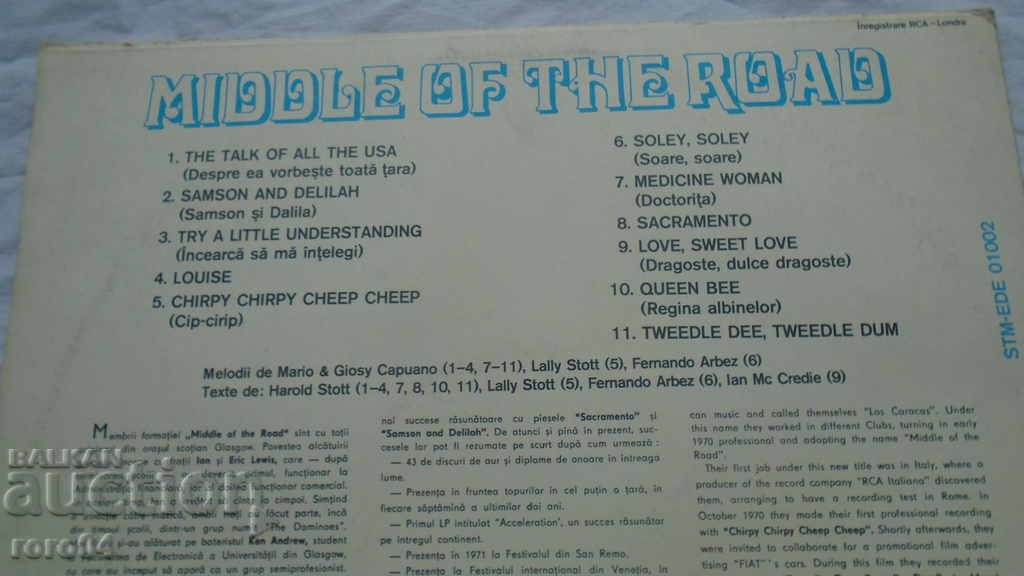 Înregistrare RCA – Londra
MIDDLE OF THE ROAD
1. THE TALK OF ALL THE USA
(Despre ea vorbește toată țara)
2. SAMSON AND DELILAH
(Samson și Dalila)
3. TRY A LITTLE UNDERSTANDING
(Încearcă să mă înțelegi)
4. LOUISE
5. CHIRPY CHIRPY CHEEP CHEEP
(Cip-cirip)
6. SOLEY, SOLEY
(Soare, soare)
7. MEDICINE WOMAN
(Doctorița)
8. SACRAMENTO
9. LOVE, SWEET LOVE
(Dragoste, dulce dragoste)
10. QUEEN BEE
(Regina albinelor)
11. TWEEDLE DEE, TWEEDLE DUM
STM-EDE 01002
Melodii de Mario & Giosy Capuano (1–4, 7–11), Lally Stott (5), Fernando Arbez (6)
Texte de: Harold Stott (1–4, 7, 8, 10, 11), Lally Stott (5), Fernando Arbez (6), Ian Mc Credie (9)
Membrii formației „Middle of the Road" sînt cu toții
din orașul scoțian Glasgow. Povestea alcătuirii
frații Ian și Eric Lewis, care — după
primul, funcționar la
doilea funcționar comercial.
dintr cimpoi. Simțind
ambii frați au făcut parte, încă
din timpul școlii, dintr-un grup numit "The Dominoes".
și-au alăturat pe bateristul Ken Andrew, student
de Electronică a Universității din Glasgow,
cu care au început să apară ca un grup semiprofesionist.
nal succese răsunătoare cu piesele "Sacramento" și
"Samson and Delilah". De atunci și pînă în prezent, suc-
cesele lor pot fi rezumate pe scurt după cum urmează :
— 43 de discuri de aur și diplome de onoare în întreaga
lume.
— Prezența în fruntea topurilor în cel puțin o țară, în
fiecare săptămînă a ultimilor doi ani.
— Primul LP intitulat "Acceleration', un succes răsunător
pe întregul continent.
— Prezența în 1971 la Festivalul din San Remo.
— Prezența la Festivalul internațional din Veneția, în
can music and called themselves "Los Caracas". Under
this name they worked in different Clubs, turning in early
1970 professional and adopting the name "Middle of the
Road".
Their first job under this new title was in Italy, where a
producer of the record company "RCA Italiana" discovered
them, arranging to have a recording test in Rome. In
October 1970 they made their first professional recording
with "Chirpy Chirpy Cheep Cheep". Shortly afterwards, they
were invited to collaborate for a promotional film adver-
tising "FIAT"'s cars. During this film they recorded their
BALKAN
auction
roro94